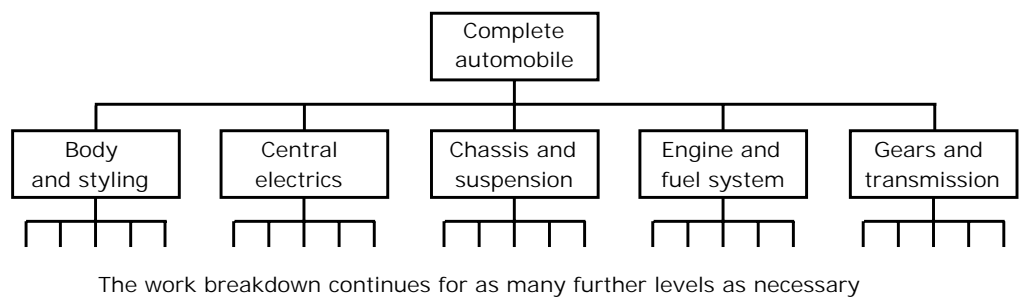 Complete
automobile
Body
and styling
Central
electrics
Chassis and
suspension
Engine and
fuel system
Gears and
transmission
The work breakdown continues for as many further levels as necessary